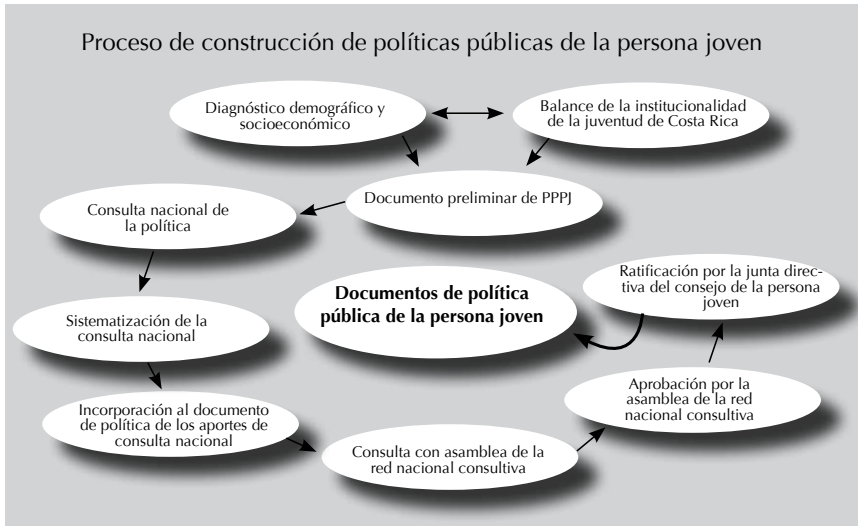 Proceso de construcción de políticas públicas de la persona joven
Diagnóstico demográfico y
socioeconómico
Balance de la institucionalidad
de la juventud de Costa Rica
Documento preliminar de PPPJ
Consulta nacional de
la política
Sistematización de la
consulta nacional
Incorporación al documento
de política de los aportes de
consulta nacional
Consulta con asamblea de la
red nacional consultiva
Aprobación por la
asamblea de la red
nacional consultiva
Ratificación por la junta direc-
tiva del consejo de la persona
joven
Documentos de política
pública de la persona joven